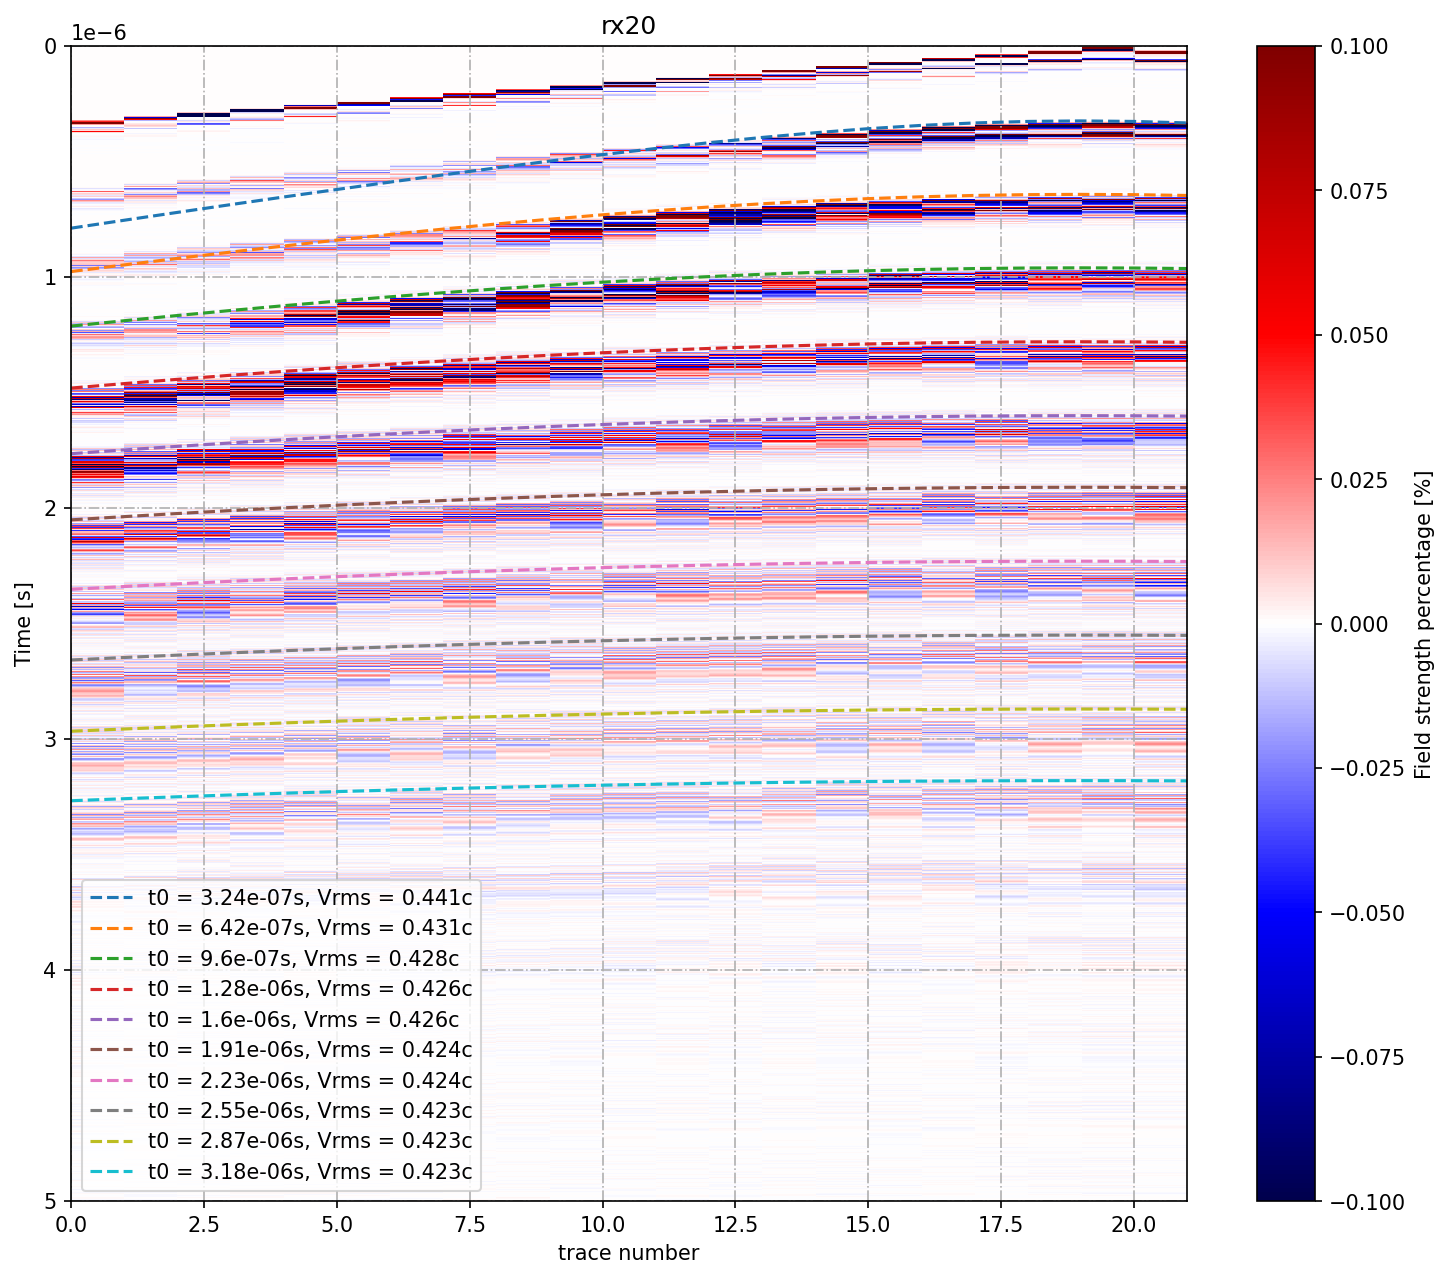 rx20
1e−6
0
1
2
3
4
5
Time [s]
0.0
2.5
5.0
7.5
10.0
12.5
15.0
17.5
20.0
trace number
t0 = 3.24e-07s, Vrms = 0.441c
t0 = 6.42e-07s, Vrms = 0.431c
t0 = 9.6e-07s, Vrms = 0.428c
t0 = 1.28e-06s, Vrms = 0.426c
t0 = 1.6e-06s, Vrms = 0.426c
t0 = 1.91e-06s, Vrms = 0.424c
t0 = 2.23e-06s, Vrms = 0.424c
t0 = 2.55e-06s, Vrms = 0.423c
t0 = 2.87e-06s, Vrms = 0.423c
t0 = 3.18e-06s, Vrms = 0.423c
0.100
0.075
0.050
0.025
0.000
−0.025
−0.050
−0.075
−0.100
Field strength percentage [%]